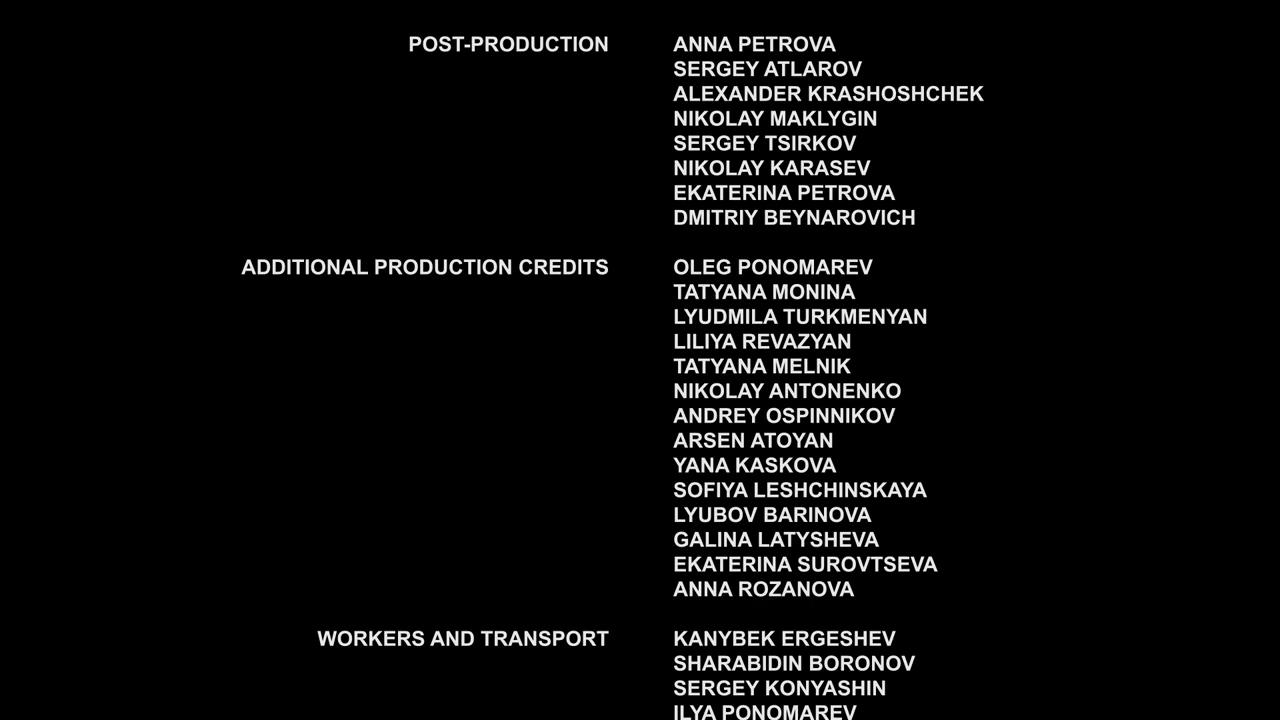 POST-PRODUCTION ANNA PETROVA
SERGEY ATLAROV
ALEXANDER KRASHOSHCHEK
NIKOLAY MAKLYGIN
SERGEY TSIRKOV
NIKOLAY KARASEV
EKATERINA PETROVA
DMITRIY BEYNAROVICH
ADDITIONAL PRODUCTION CREDITS OLEG PONOMAREV
TATYANA MONINA
LYUDMILA TURKMENYAN
LILIYA REVAZYAN
TATYANA MELNIK
NIKOLAY ANTONENKO
ANDREY OSPINNIKOV
ARSEN ATOYAN
YANA KASKOVA
SOFIYA LESHCHINSKAYA
LYUBOV BARINOVA
GALINA LATYSHEVA
EKATERINA SUROVTSEVA
ANNA ROZANOVA
WORKERS AND TRANSPORT KANYBEK ERGESHEV
SHARABIDIN BORONOV
SERGEY KONYASHIN
ILYA PONOMAREV